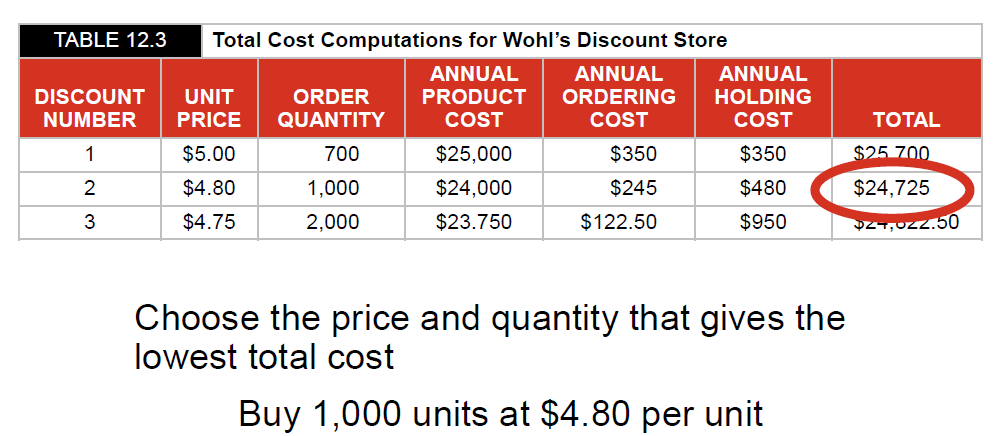 TABLE 12.3 Total Cost Computations for Wohl's Discount Store
DISCOUNT NUMBER UNIT PRICE ORDER QUANTITY ANNUAL PRODUCT COST ANNUAL ORDERING COST ANNUAL HOLDING COST TOTAL
1 $5.00 700 $25,000 $350 $350 $25,700
2 $4.80 1,000 $24,000 $245 $480 $24,725
3 $4.75 2,000 $23.750 $122.50 $950 $24,822.50
Choose the price and quantity that gives the
lowest total cost
Buy 1,000 units at $4.80 per unit